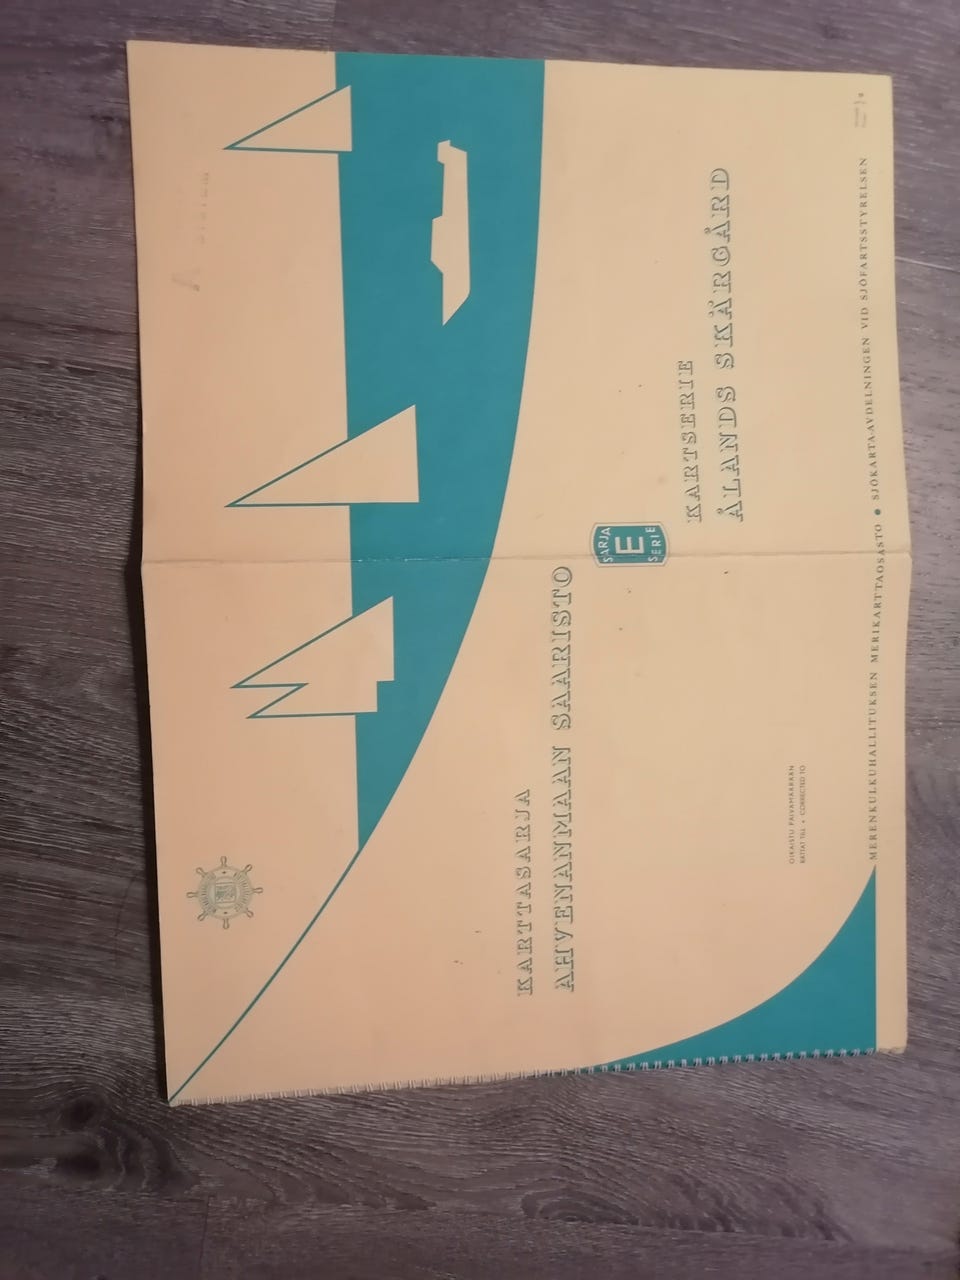 KARTTASARJA
AHVENANMAAN SAARISTO
SARJA
E
SERIE
KARTSERIE
ÅLANDS SKÄRGÅRD
OIKAISTU PÄIVÄMÄÄRÄÄN
RÄTTAT TILL • CORRECTED TO
MERENKULKUHALLITUKSEN MERIKARTTAOSASTO • SJÖKARTAAVDELNINGEN VID SJÖFARTSSTYRELSEN